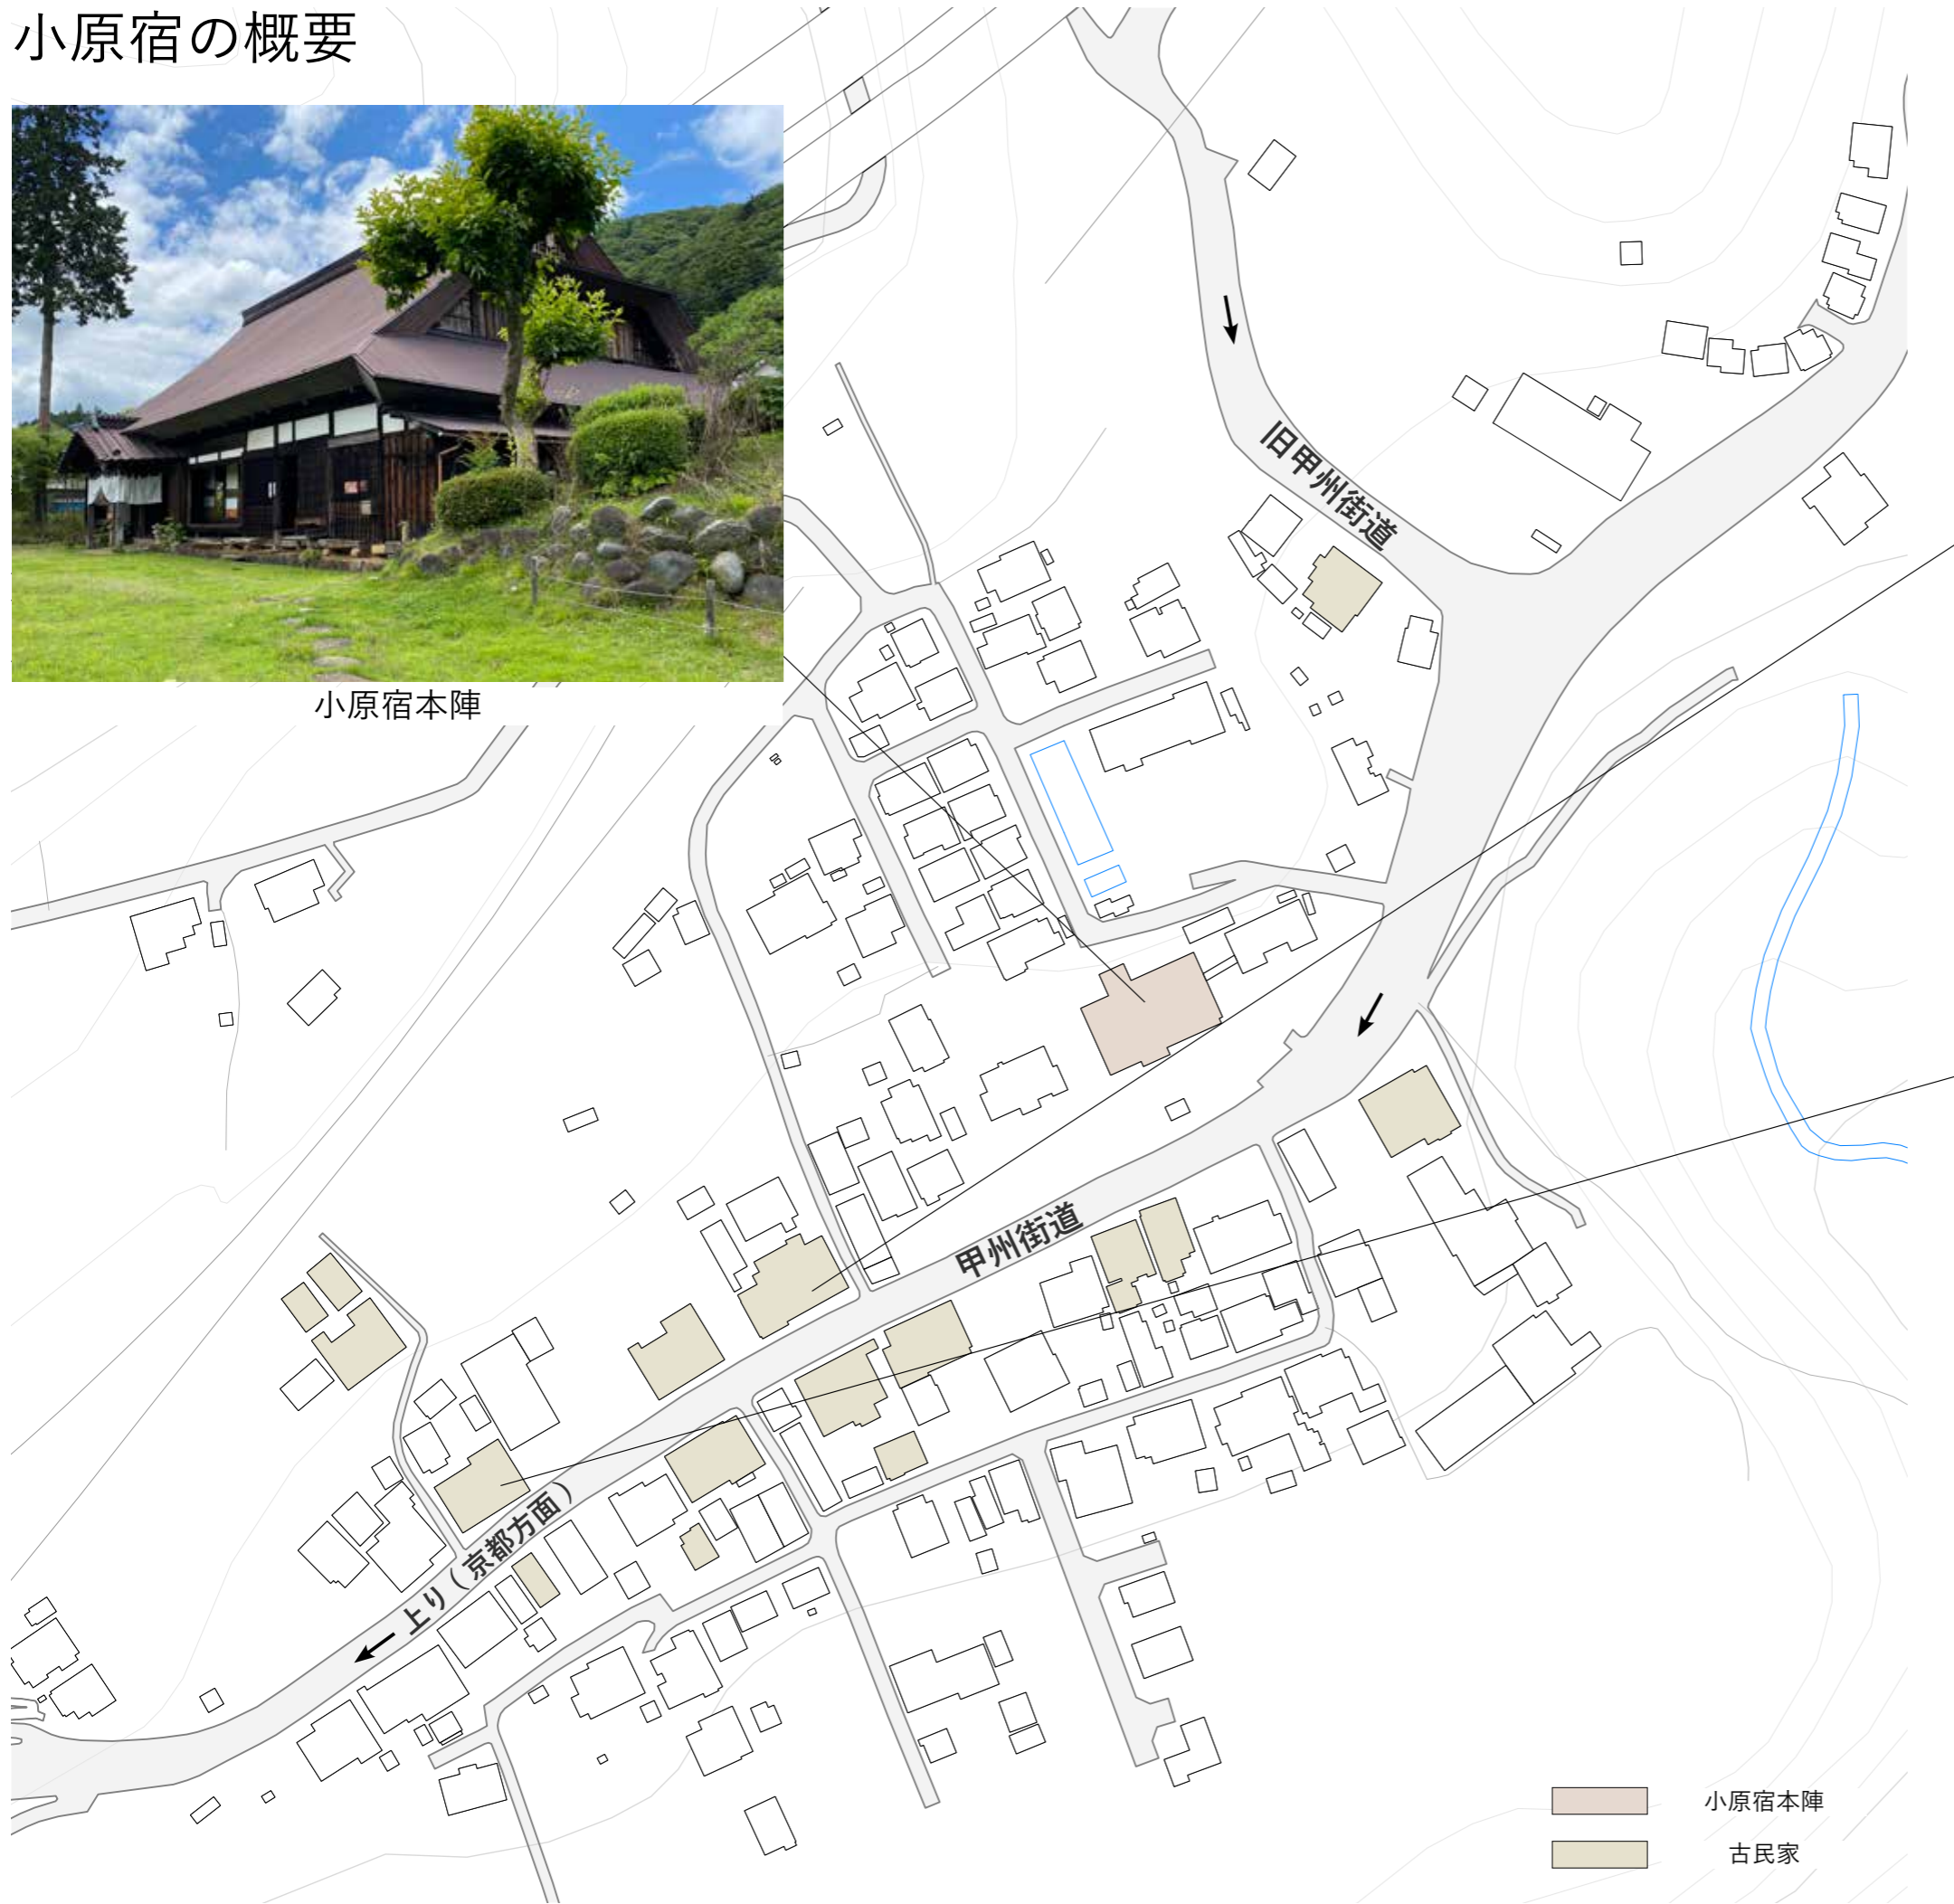 小原宿の概要
小原宿本陣
旧甲州街道
甲州街道
上り（京都方面）
小原宿本陣
古民家